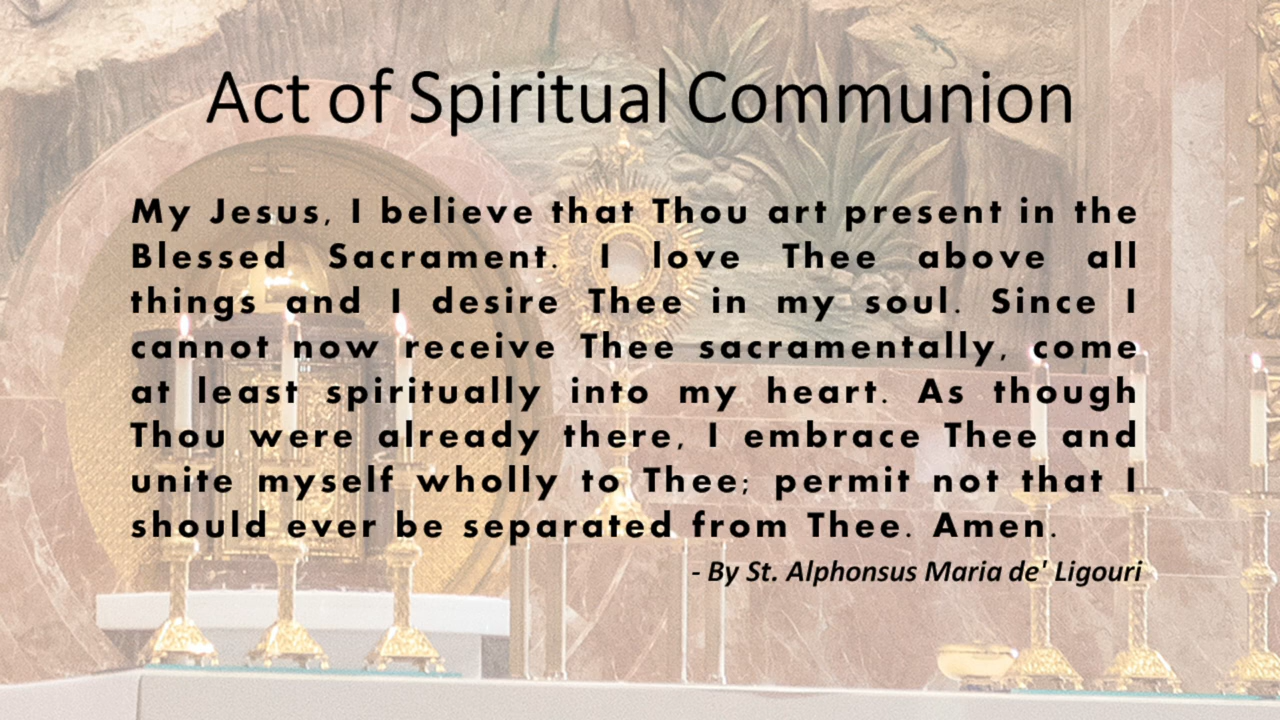 Act of Spiritual Communion
My Jesus, I believe that Thou art present in the
Blessed Sacrament. I love Thee above all
things and I desire Thee in my soul. Since I
cannot now receive Thee sacramentally, come
at least spiritually into my heart. As though
Thou were already there, I embrace Thee and
unite myself wholly to Thee; permit not that I
should ever be separated from Thee. Amen.
- By St. Alphonsus Maria de' Ligouri